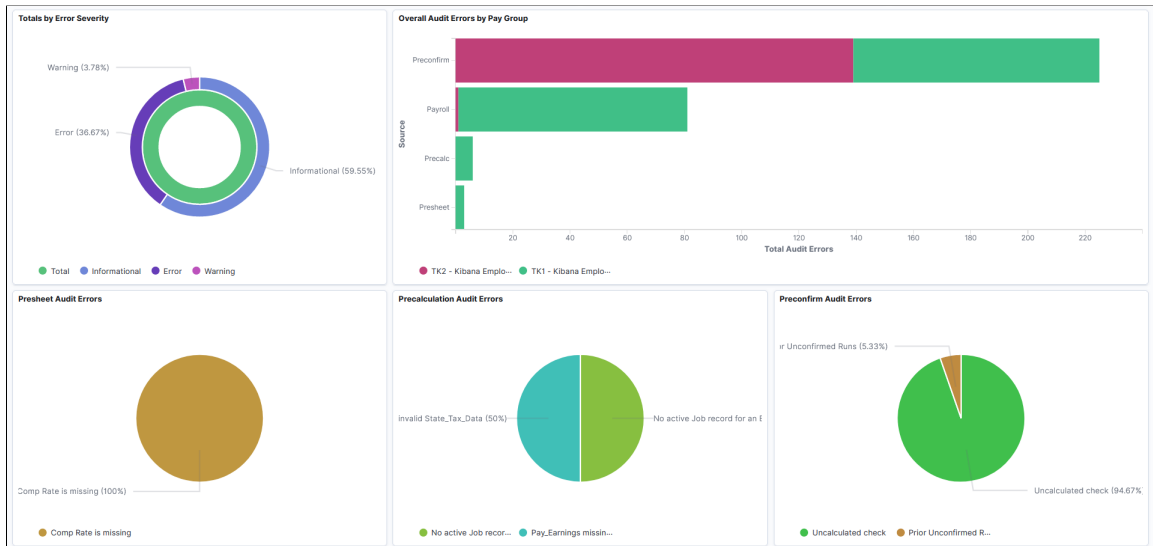 Totals by Error Severity
Warning (3.78%)
Error (36.67%)
Informational (59.55%)
Total Informational Error Warning
Overall Audit Errors by Pay Group
Source
Preconfirm
Payroll
Precalc
Presheet
20 40 60 80 100 120 140 160 180 200 220
Total Audit Errors
TK2 - Kibana Emplo... TK1 - Kibana Emplo...
Presheet Audit Errors
Comp Rate is missing (100%)
Comp Rate is missing
Precalculation Audit Errors
invalid State_Tax_Data (50%)
No active Job record for an E
No active Job recor... Pay_Earnings missin...
Preconfirm Audit Errors
r Unconfirmed Runs (5.33%)
Uncalculated check (94.67%)
Uncalculated check Prior Unconfirmed R...